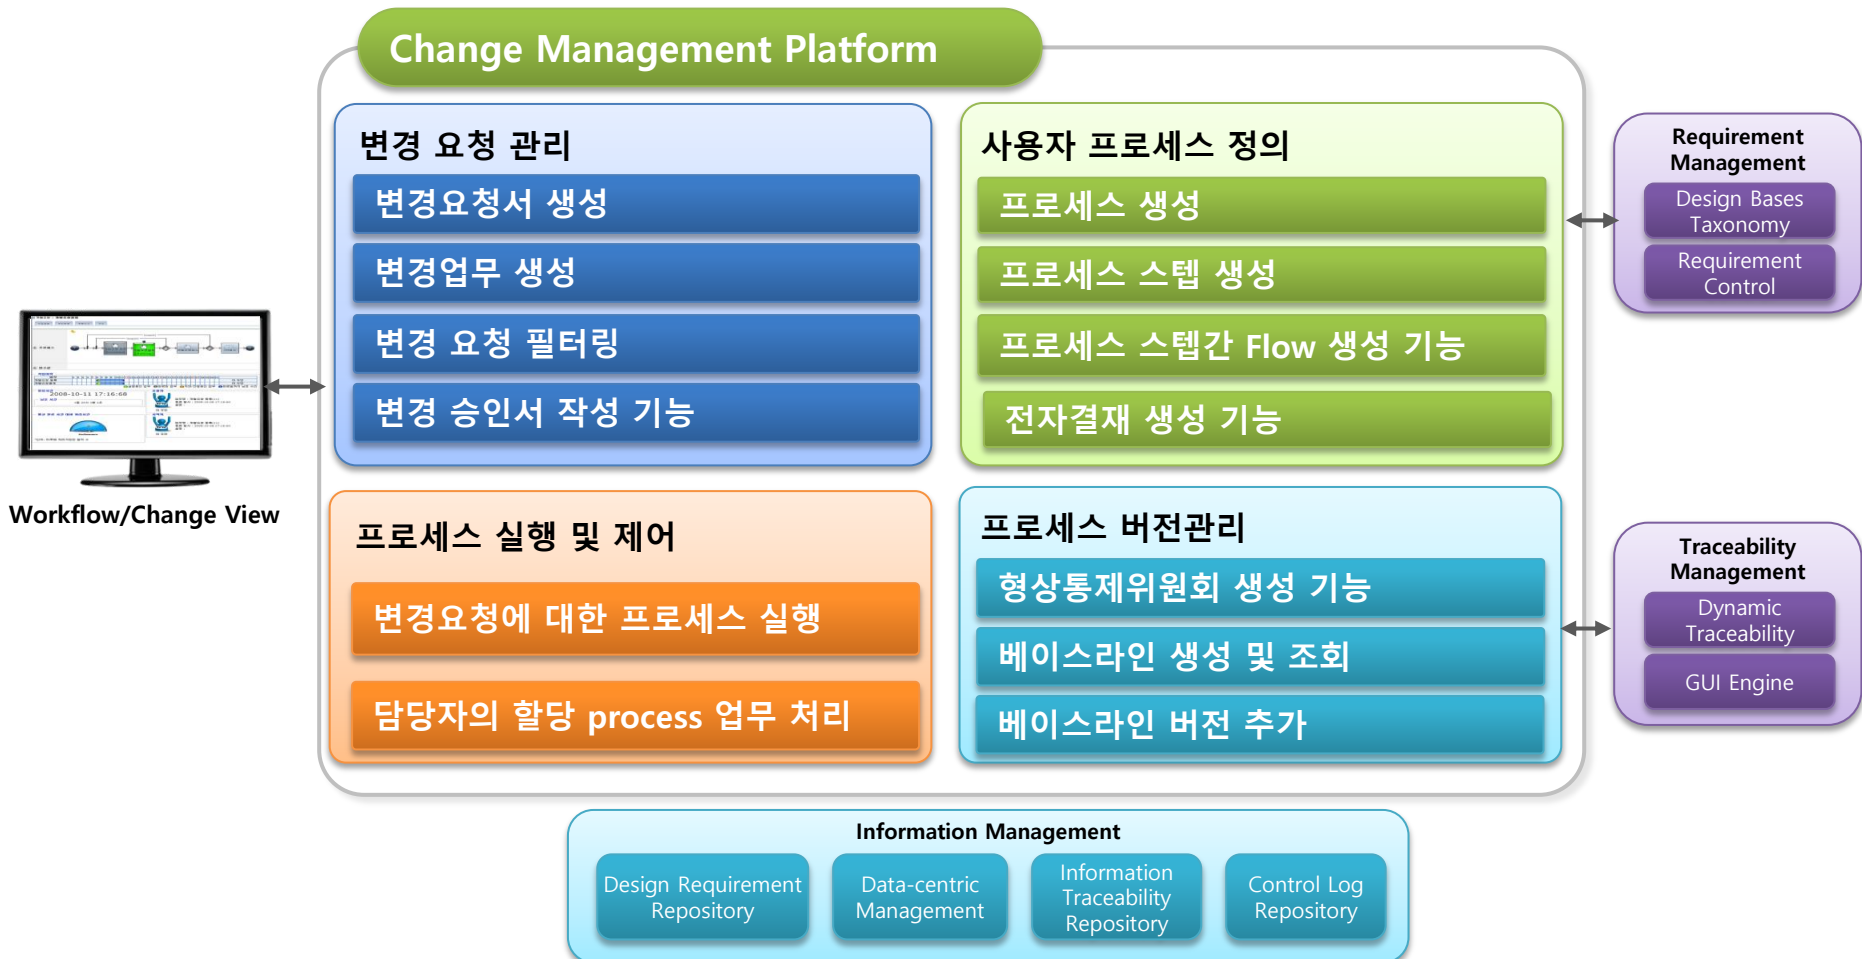 Change Management Platform
변경 요청 관리
변경요청서 생성
변경업무 생성
변경 요청 필터링
변경 승인서 작성 기능
사용자 프로세스 정의
프로세스 생성
프로세스 스텝 생성
프로세스 스텝간 Flow 생성 기능
전자결재 생성 기능
Requirement
Management
Design Bases
Taxonomy
Requirement
Control
2008-10-11 17:16:68
Workflow/Change View
프로세스 실행 및 제어
변경요청에 대한 프로세스 실행
담당자의 할당 process 업무 처리
프로세스 버전관리
형상통제위원회 생성 기능
베이스라인 생성 및 조회
베이스라인 버전 추가
Traceability
Management
Dynamic
Traceability
GUI Engine
Information Management
Design Requirement
Repository
Data-centric
Management
Information
Traceability
Repository
Control Log
Repository